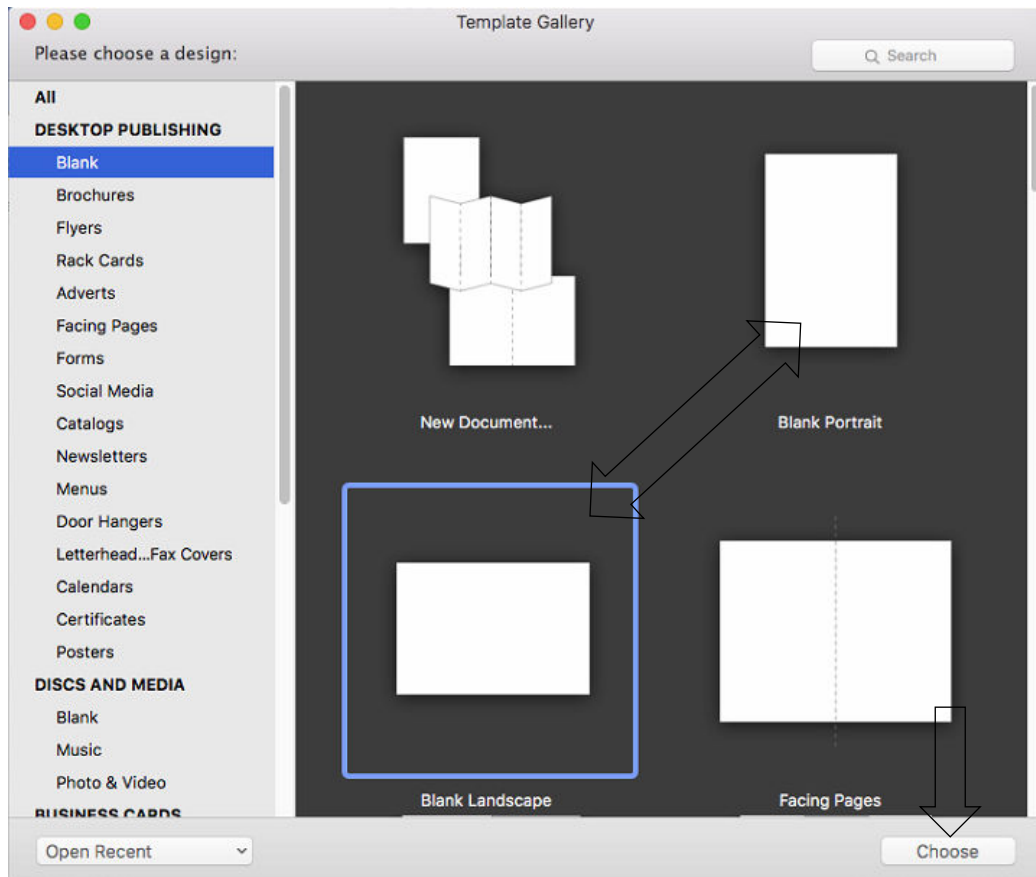 Template Gallery
Please choose a design:
Search
All
DESKTOP PUBLISHING
Blank
Brochures
Flyers
Rack Cards
Adverts
Facing Pages
Forms
Social Media
Catalogs
Newsletters
Menus
Door Hangers
Letterhead...Fax Covers
Calendars
Certificates
Posters
DISCS AND MEDIA
Blank
Music
Photo & Video
BUSINESS CARDS
New Document...
Blank Portrait
Blank Landscape
Facing Pages
Open Recent
Choose